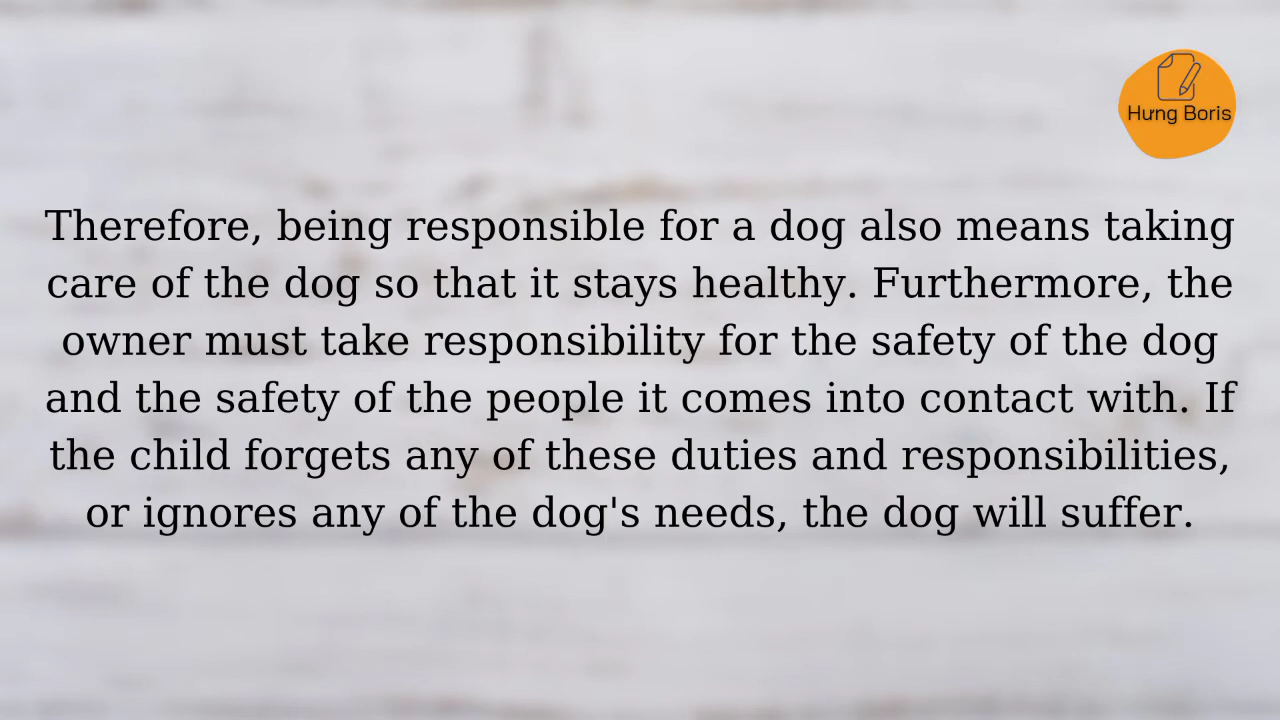 Hưng Boris
Therefore, being responsible for a dog also means taking
care of the dog so that it stays healthy. Furthermore, the
owner must take responsibility for the safety of the dog
and the safety of the people it comes into contact with. If
the child forgets any of these duties and responsibilities,
or ignores any of the dog's needs, the dog will suffer.